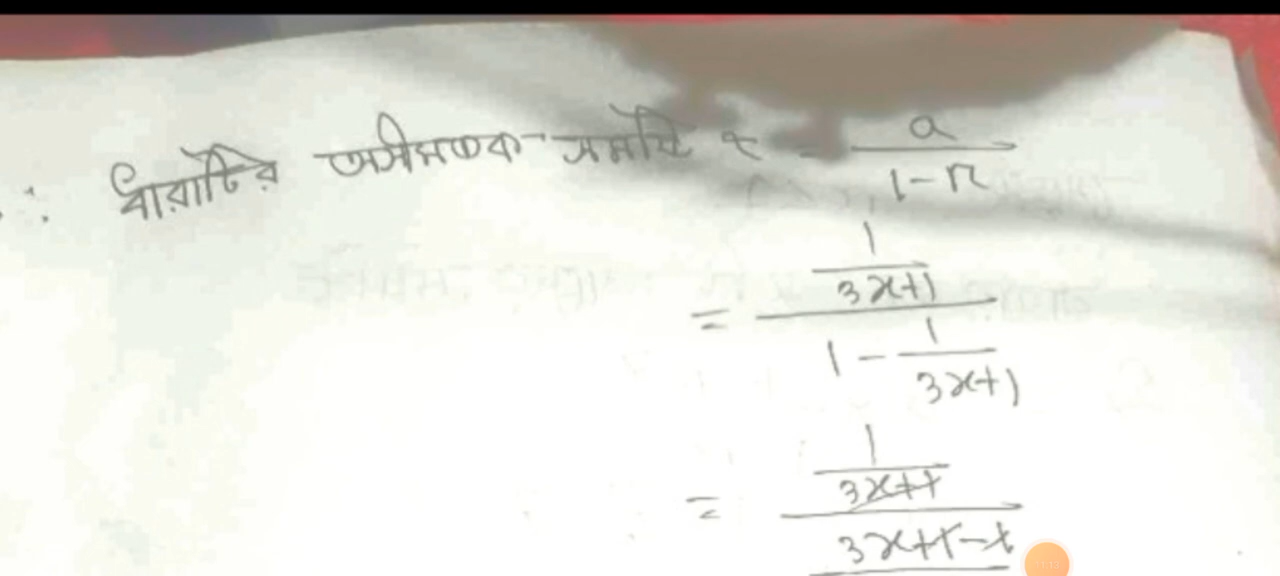 ∴ ধারাটির অসীমতক সমষ্টি = a/(1-r)
= (1/(3x+1))/(1 - 1/(3x+1))
= (1/(3x+1))/(3x+1-1